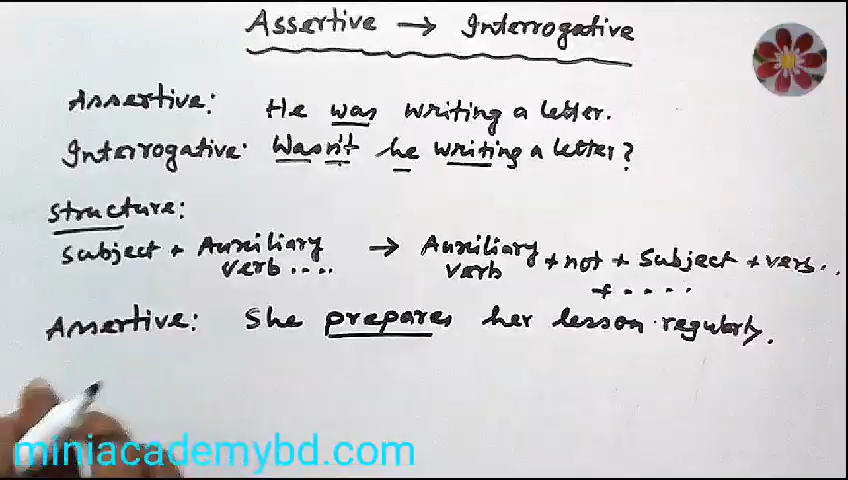 Assertive → Interrogative
Assertive: He was writing a letter.
Interrogative: Wasn't he writing a letter?
Structure:
Subject + Auxiliary verb .... → Auxiliary verb + not + Subject + verb.. + .....
Assertive: She prepares her lesson regularly.
miniacademybd.com